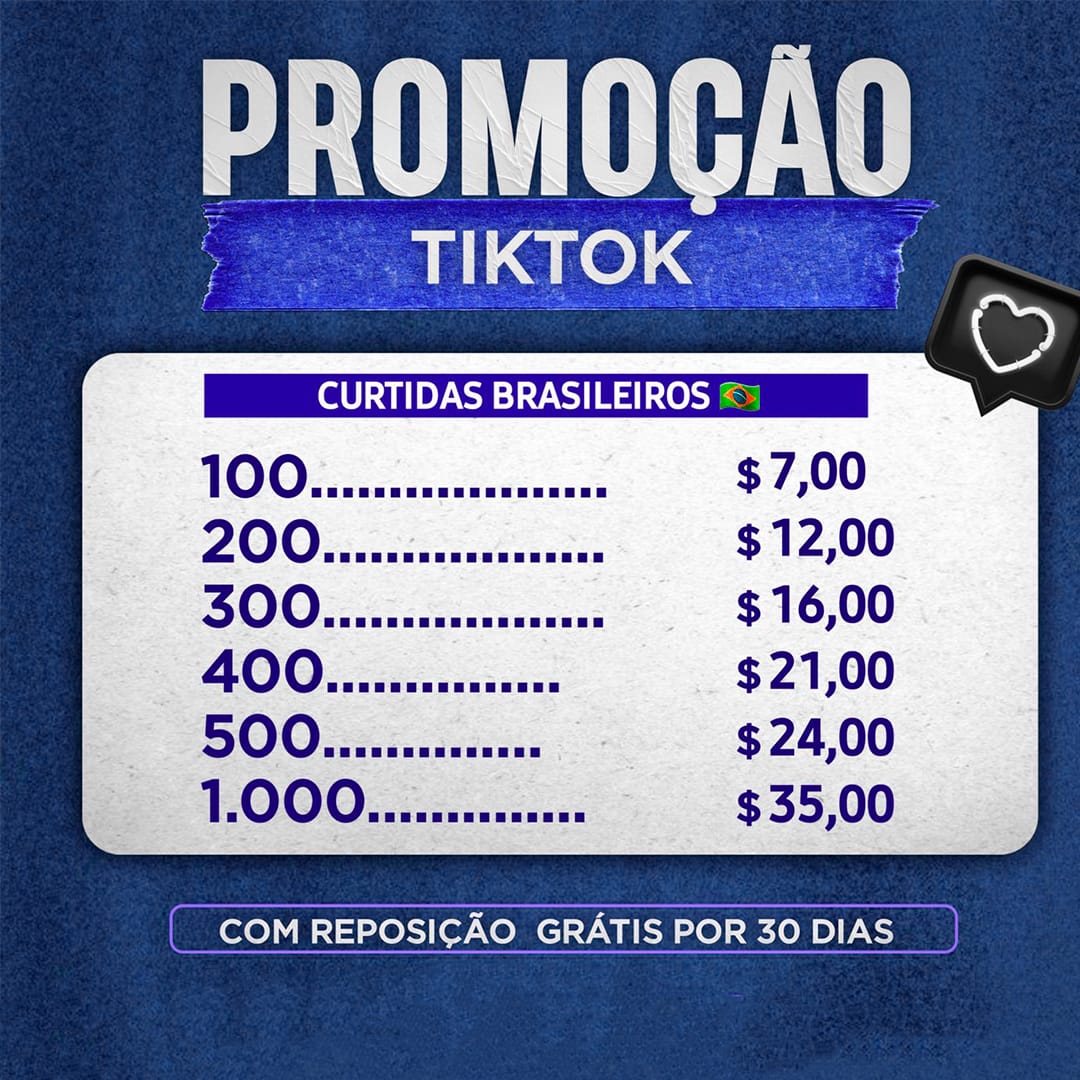 PROMOÇÃO
TIKTOK
CURTIDAS BRASILEIROS 🇧🇷
100................... $ 7,00
200.................. $ 12,00
300.................. $ 16,00
400............... $ 21,00
500.............. $ 24,00
1.000.............. $ 35,00
COM REPOSIÇÃO GRÁTIS POR 30 DIAS